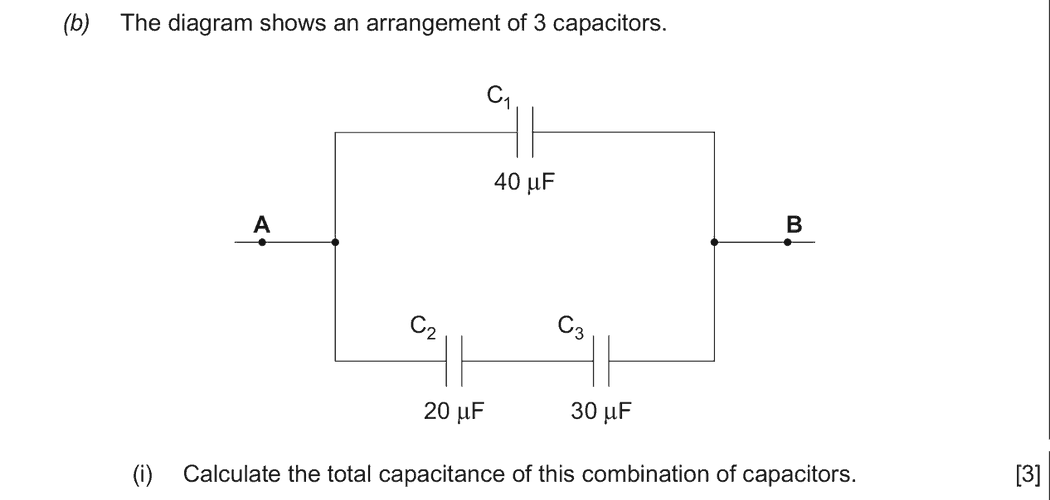 (b) The diagram shows an arrangement of 3 capacitors.
C₁
40 μF
A
B
C₂
C₃
20 μF
30 μF
(i) Calculate the total capacitance of this combination of capacitors. [3]